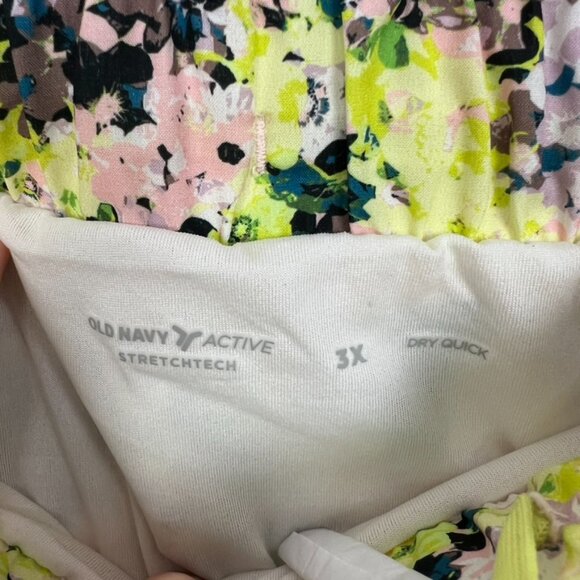 OLD NAVY ACTIVE
STRETCHTECH
3X
DRY QUICK